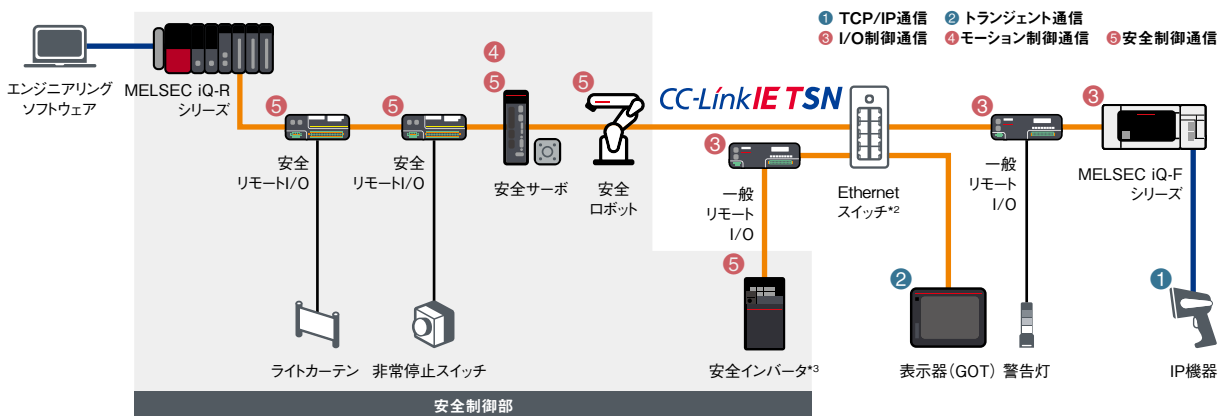 ❶ TCP/IP通信 ❷ トランジェント通信
❸ I/O制御通信 ❹モーション制御通信 ❺安全制御通信
エンジニアリング
ソフトウェア
MELSEC iQ-R
シリーズ
❺
安全
リモートI/O
❺
安全
リモートI/O
❹
❺
安全サーボ
❺
安全
ロボット
CC-Link IE TSN
❸
一般
リモート
I/O
Ethernet
スイッチ*2
❸
一般
リモート
I/O
❸
MELSEC iQ-F
シリーズ
ライトカーテン
非常停止スイッチ
❺
安全インバータ*3
❷
表示器(GOT)
警告灯
❶
IP機器
安全制御部